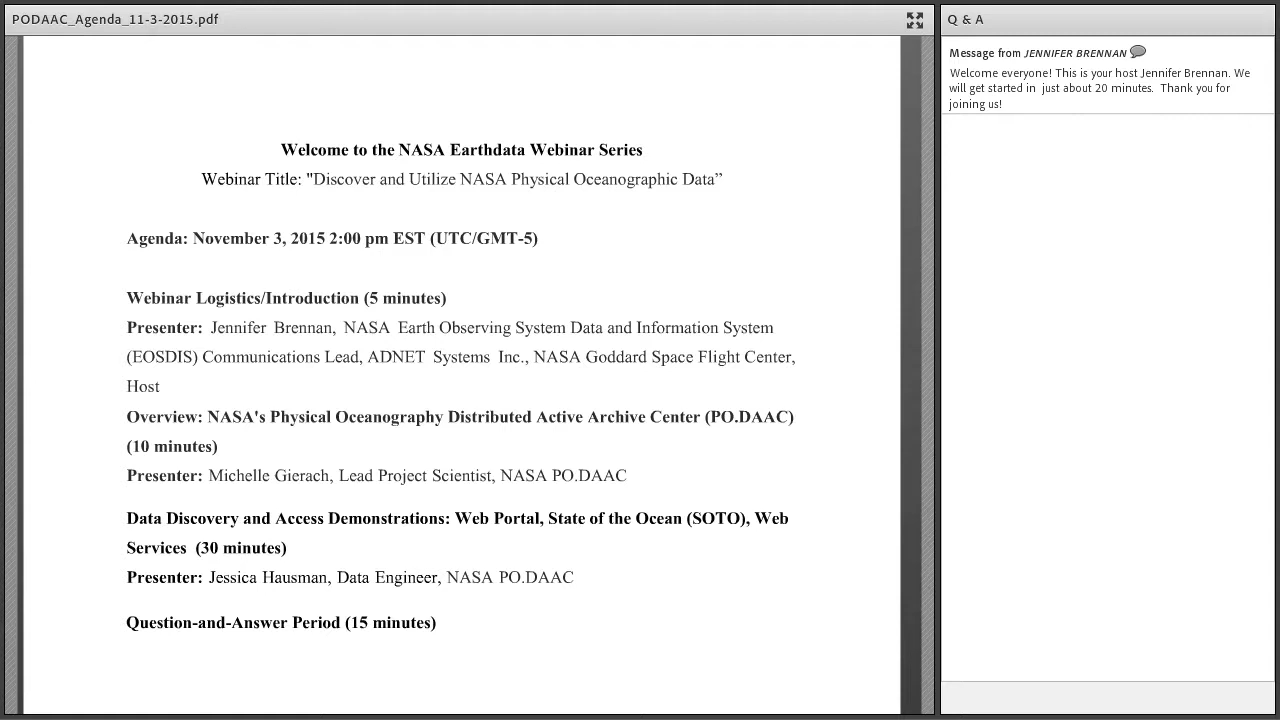 PODAAC_Agenda_11-3-2015.pdf
Welcome to the NASA Earthdata Webinar Series
Webinar Title: "Discover and Utilize NASA Physical Oceanographic Data”
Agenda: November 3, 2015 2:00 pm EST (UTC/GMT-5)
Webinar Logistics/Introduction (5 minutes)
Presenter: Jennifer Brennan, NASA Earth Observing System Data and Information System
(EOSDIS) Communications Lead, ADNET Systems Inc., NASA Goddard Space Flight Center,
Host
Overview: NASA's Physical Oceanography Distributed Active Archive Center (PO.DAAC)
(10 minutes)
Presenter: Michelle Gierach, Lead Project Scientist, NASA PO.DAAC
Data Discovery and Access Demonstrations: Web Portal, State of the Ocean (SOTO), Web
Services (30 minutes)
Presenter: Jessica Hausman, Data Engineer, NASA PO.DAAC
Question-and-Answer Period (15 minutes)
Q & A
Message from JENNIFER BRENNAN
Welcome everyone! This is your host Jennifer Brennan. We
will get started in just about 20 minutes. Thank you for
joining us!